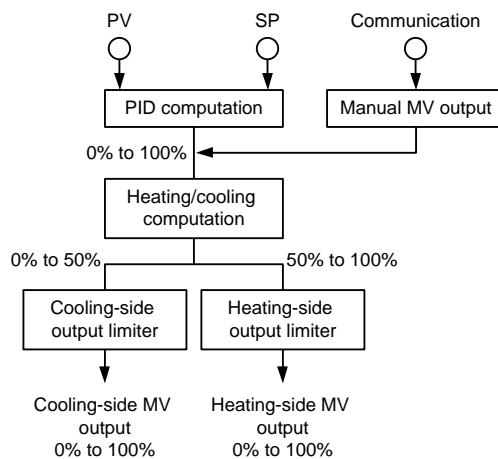 PV
SP
Communication
PID computation
Manual MV output
0% to 100%
Heating/cooling
computation
0% to 50%
50% to 100%
Cooling-side
output limiter
Heating-side
output limiter
Cooling-side MV
output
0% to 100%
Heating-side MV
output
0% to 100%